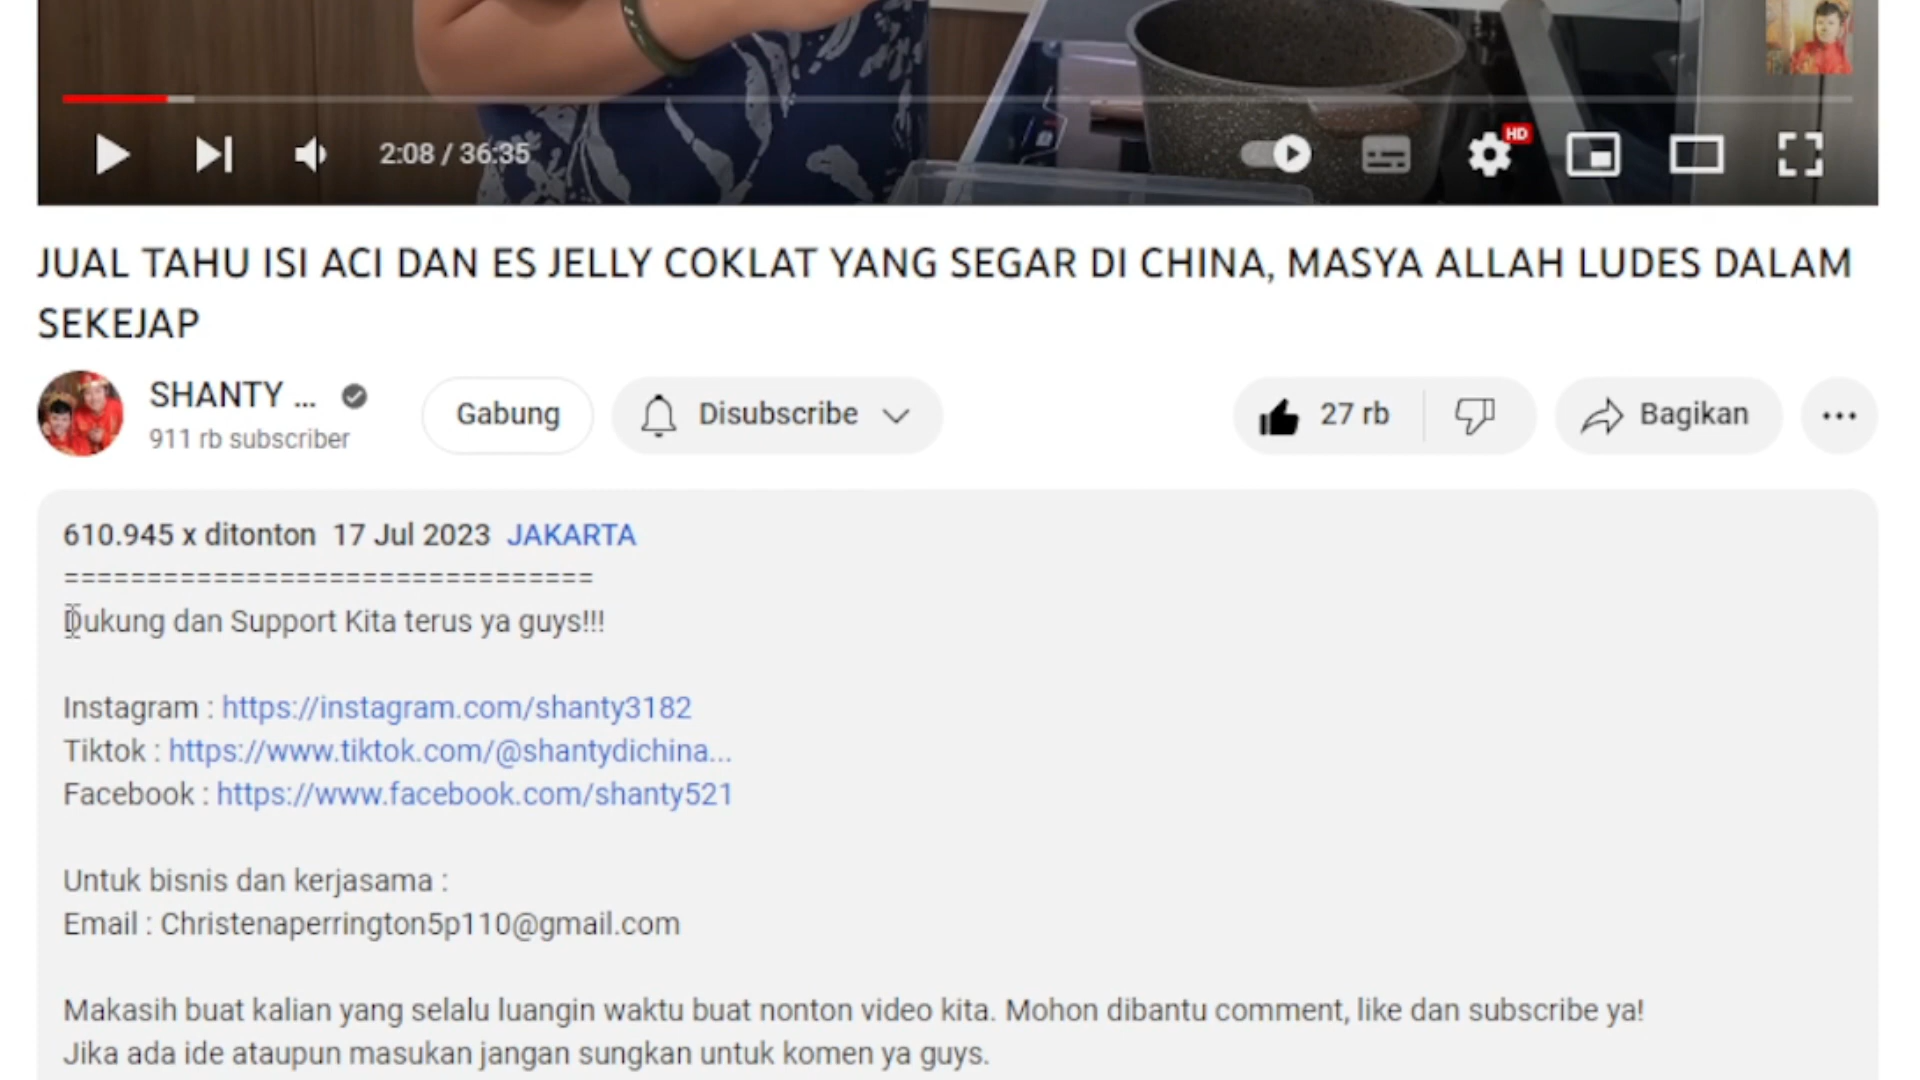 2:08 / 36:35
HD
JUAL TAHU ISI ACI DAN ES JELLY COKLAT YANG SEGAR DI CHINA, MASYA ALLAH LUDES DALAM
SEKEJAP
SHANTY ...
911 rb subscriber
Gabung
Disubscribe
27 rb
Bagikan
610.945 x ditonton 17 Jul 2023 JAKARTA
================================
Dukung dan Support Kita terus ya guys!!!
Instagram : https://instagram.com/shanty3182
Tiktok : https://www.tiktok.com/@shantydichina...
Facebook : https://www.facebook.com/shanty521
Untuk bisnis dan kerjasama :
Email : Christenaperrington5p110@gmail.com
Makasih buat kalian yang selalu luangin waktu buat nonton video kita. Mohon dibantu comment, like dan subscribe ya!
Jika ada ide ataupun masukan jangan sungkan untuk komen ya guys.